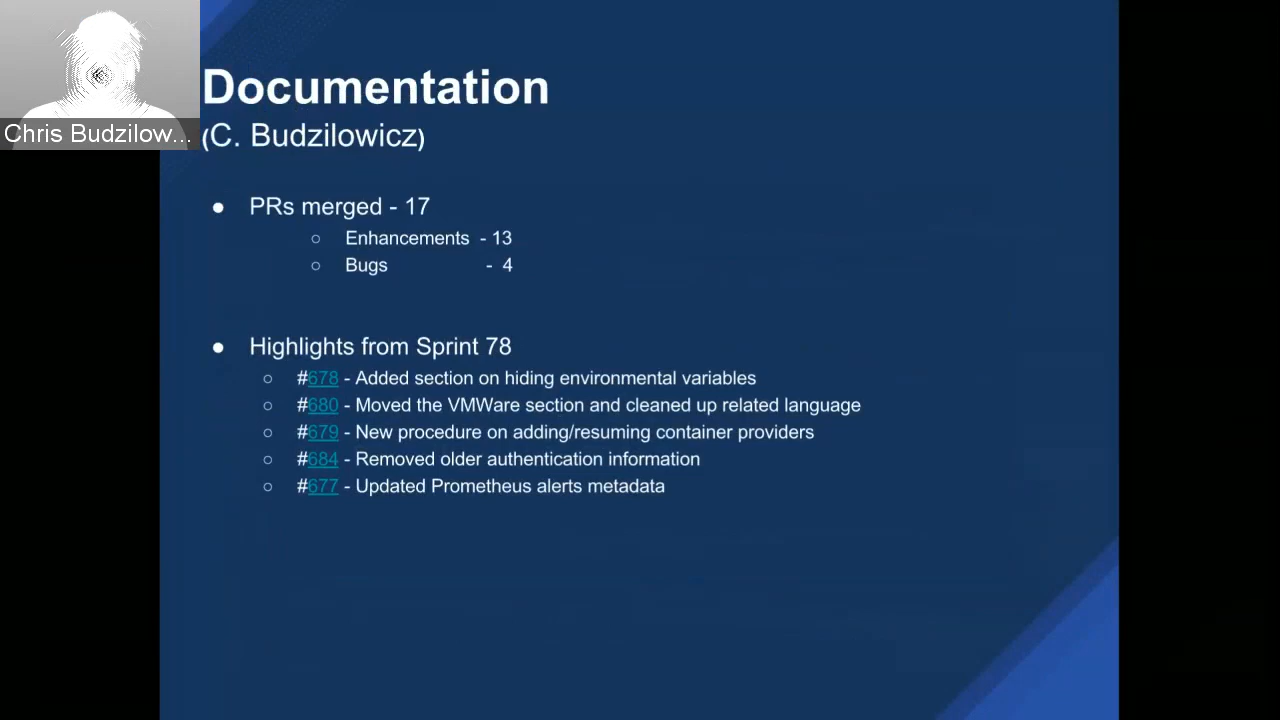 Chris Budzilow...
Documentation
(C. Budzilowicz)
● PRs merged - 17
○ Enhancements - 13
○ Bugs - 4
● Highlights from Sprint 78
○ #678 - Added section on hiding environmental variables
○ #680 - Moved the VMWare section and cleaned up related language
○ #679 - New procedure on adding/resuming container providers
○ #684 - Removed older authentication information
○ #677 - Updated Prometheus alerts metadata